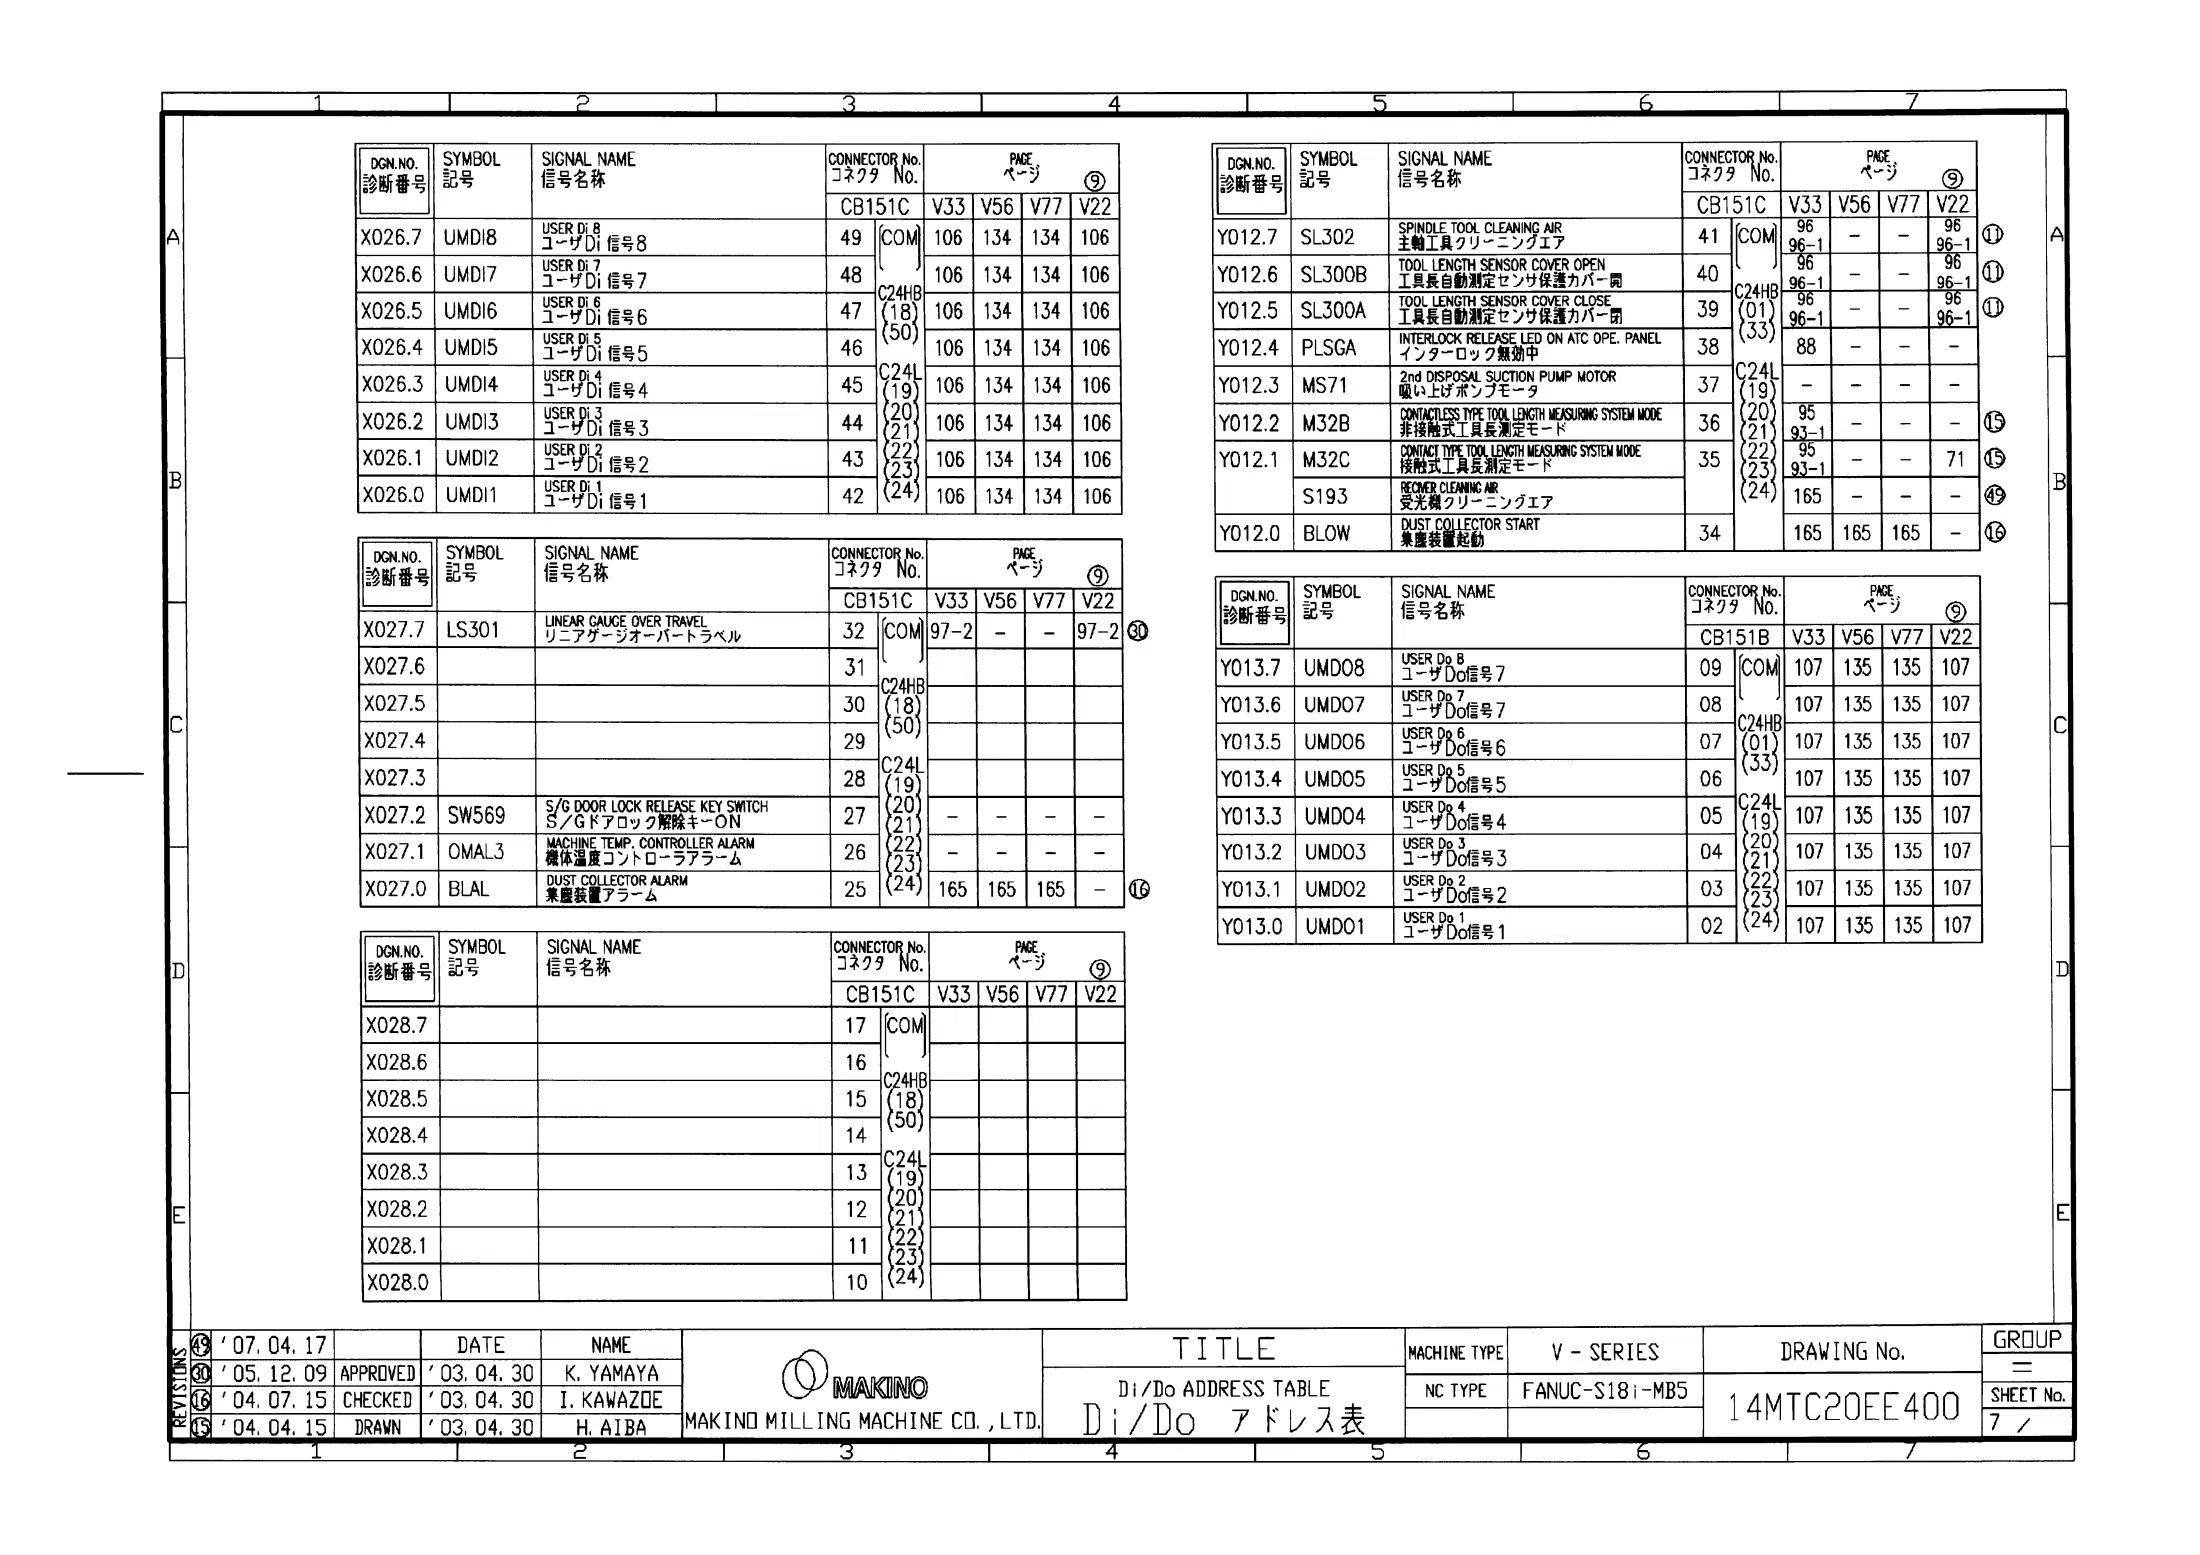 1 2 3 4 5 6 7
DGN.NO. SYMBOL SIGNAL NAME CONNECTOR No. PAGE
診断番号 記号 信号名称 コネクタ No. ページ ⑨
CB151C V33 V56 V77 V22
X026.7 UMDI8 USER Di 8 49 [COM] 106 134 134 106
ユーザDi 信号8
X026.6 UMDI7 USER Di 7 48 106 134 134 106
ユーザDi 信号7
C24HB
X026.5 UMDI6 USER Di 6 47 (18) 106 134 134 106
ユーザDi 信号6
(50)
X026.4 UMDI5 USER Di 5 46 106 134 134 106
ユーザDi 信号5
C24L
X026.3 UMDI4 USER Di 4 45 (19) 106 134 134 106
ユーザDi 信号4
(20)
X026.2 UMDI3 USER Di 3 44 (21) 106 134 134 106
ユーザDi 信号3
(22)
X026.1 UMDI2 USER Di 2 43 (23) 106 134 134 106
ユーザDi 信号2
X026.0 UMDI1 USER Di 1 42 (24) 106 134 134 106
ユーザDi 信号1
DGN.NO. SYMBOL SIGNAL NAME CONNECTOR No. PAGE
診断番号 記号 信号名称 コネクタ No. ページ ⑨
CB151C V33 V56 V77 V22
X027.7 LS301 LINEAR GAUGE OVER TRAVEL 32 [COM] 97-2 - - 97-2 ㉚
リニアゲージオーバートラベル
X027.6 31
C24HB
X027.5 30 (18)
(50)
X027.4 29
C24L
X027.3 28 (19)
(20)
X027.2 SW569 S/G DOOR LOCK RELEASE KEY SWITCH 27 (21) - - - -
S/Gドアロック解除キーON
(22)
X027.1 OMAL3 MACHINE TEMP. CONTROLLER ALARM 26 (23) - - - -
機体温度コントローラアラーム
X027.0 BLAL DUST COLLECTOR ALARM 25 (24) 165 165 165 - ⑯
集塵装置アラーム
DGN.NO. SYMBOL SIGNAL NAME CONNECTOR No. PAGE
診断番号 記号 信号名称 コネクタ No. ページ ⑨
CB151C V33 V56 V77 V22
X028.7 17 [COM]
X028.6 16
C24HB
X028.5 15 (18)
(50)
X028.4 14
C24L
X028.3 13 (19)
(20)
X028.2 12 (21)
(22)
X028.1 11 (23)
X028.0 10 (24)
DGN.NO. SYMBOL SIGNAL NAME CONNECTOR No. PAGE
診断番号 記号 信号名称 コネクタ No. ページ ⑨
CB151C V33 V56 V77 V22
Y012.7 SL302 SPINDLE TOOL CLEANING AIR 41 [COM] 96 - - 96 ⑪
主軸工具クリーニングエア 96-1 96-1
Y012.6 SL300B TOOL LENGTH SENSOR COVER OPEN 40 96 - - 96 ⑪
工具長自動測定センサ保護カバー開 96-1 96-1
C24HB
Y012.5 SL300A TOOL LENGTH SENSOR COVER CLOSE 39 (01) 96 - - 96 ⑪
工具長自動測定センサ保護カバー閉 96-1 96-1
(33)
Y012.4 PLSGA INTERLOCK RELEASE LED ON ATC OPE. PANEL 38 88 - - -
インターロック無効中
C24L
Y012.3 MS71 2nd DISPOSAL SUCTION PUMP MOTOR 37 (19) - - - -
吸い上げポンプモータ
(20)
Y012.2 M32B CONTACTLESS TYPE TOOL LENGTH MEASURING SYSTEM MODE 36 (21) 95 - - - ⑮
非接触式工具長測定モード 93-1
(22)
Y012.1 M32C CONTACT TYPE TOOL LENGTH MEASURING SYSTEM MODE 35 (23) 95 - - 71 ⑮
接触式工具長測定モード 93-1
S193 RECIVER CLEANING AIR (24) 165 - - - ㊾
受光機クリーニングエア
Y012.0 BLOW DUST COLLECTOR START 34 165 165 165 - ⑯
集塵装置起動
DGN.NO. SYMBOL SIGNAL NAME CONNECTOR No. PAGE
診断番号 記号 信号名称 コネクタ No. ページ ⑨
CB151B V33 V56 V77 V22
Y013.7 UMDO8 USER Do 8 09 [COM] 107 135 135 107
ユーザDo信号7
Y013.6 UMDO7 USER Do 7 08 107 135 135 107
ユーザDo信号7
C24HB
Y013.5 UMDO6 USER Do 6 07 (01) 107 135 135 107
ユーザDo信号6
(33)
Y013.4 UMDO5 USER Do 5 06 107 135 135 107
ユーザDo信号5
C24L
Y013.3 UMDO4 USER Do 4 05 (19) 107 135 135 107
ユーザDo信号4
(20)
Y013.2 UMDO3 USER Do 3 04 (21) 107 135 135 107
ユーザDo信号3
(22)
Y013.1 UMDO2 USER Do 2 03 (23) 107 135 135 107
ユーザDo信号2
Y013.0 UMDO1 USER Do 1 02 (24) 107 135 135 107
ユーザDo信号1
A A
B B
C C
D D
E E
REVISIONS
㊾ '07.04.17 DATE NAME
㉚ '05.12.09 APPROVED '03.04.30 K. YAMAYA
⑯ '04.07.15 CHECKED '03.04.30 I. KAWAZOE
⑮ '04.04.15 DRAWN '03.04.30 H. AIBA
MAKINO
MAKINO MILLING MACHINE CO.,LTD.
TITLE
Di/Do ADDRESS TABLE
Di/Do アドレス表
MACHINE TYPE V - SERIES
NC TYPE FANUC-S18i-MB5
DRAWING No.
14MTC20EE400
GROUP
=
SHEET No.
7 /
1 2 3 4 5 6 7